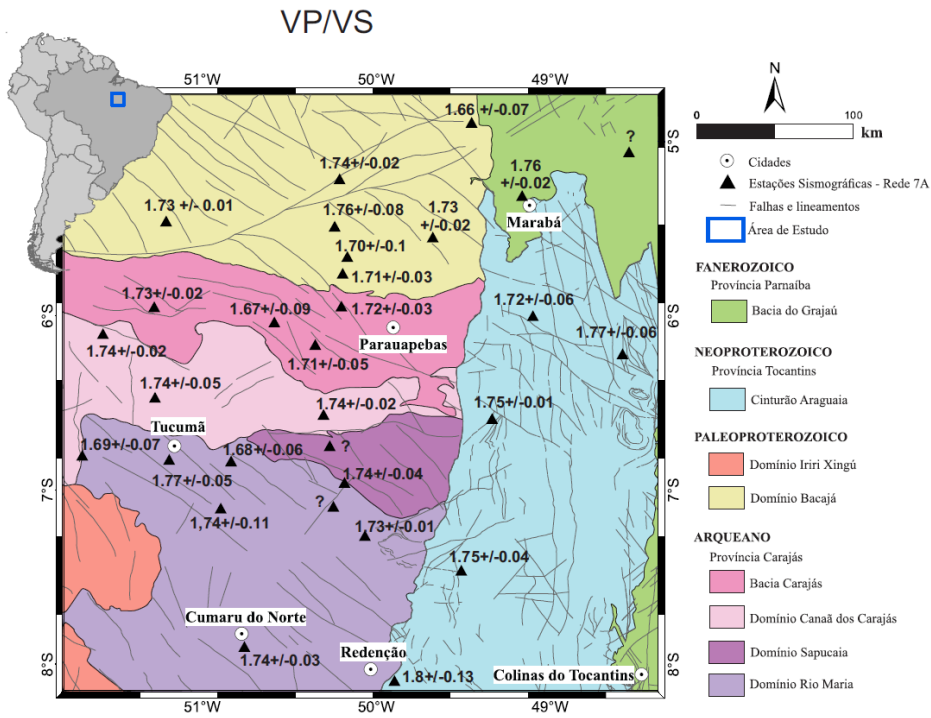 VP/VS
51°W
50°W
49°W
N
0
100
km
5°S
6°S
7°S
8°S
1.66 +/-0.07
?
1.74+/-0.02
1.76
+/-0.02
Marabá
1.73 +/- 0.01
1.76+/-0.08
1.73
+/-0.02
1.70+/-0.1
1.71+/-0.03
1.73+/-0.02
1.67+/-0.09
1.72+/-0.03
1.72+/-0.06
Parauapebas
1.77+/-0.06
1.74+/-0.02
1.71+/-0.05
1.74+/-0.05
1.74+/-0.02
1.75+/-0.01
Tucumã
1.69+/-0.07
1.68+/-0.06
?
1.77+/-0.05
1.74+/-0.04
?
1,74+/-0.11
1.73+/-0.01
1.75+/-0.04
Cumaru do Norte
1.74+/-0.03
Redenção
1.8+/-0.13
Colinas do Tocantins
51°W
50°W
49°W
Cidades
Estações Sismográficas - Rede 7A
Falhas e lineamentos
Área de Estudo
FANEROZOICO
Província Parnaíba
Bacia do Grajaú
NEOPROTEROZOICO
Província Tocantins
Cinturão Araguaia
PALEOPROTEROZOICO
Domínio Iriri Xingú
Domínio Bacajá
ARQUEANO
Província Carajás
Bacia Carajás
Domínio Canaã dos Carajás
Domínio Sapucaia
Domínio Rio Maria